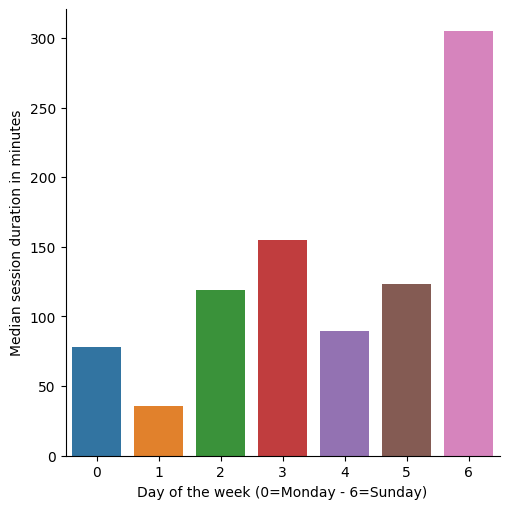 Median session duration in minutes
300
250
200
150
100
50
0
0 1 2 3 4 5 6
Day of the week (0=Monday - 6=Sunday)